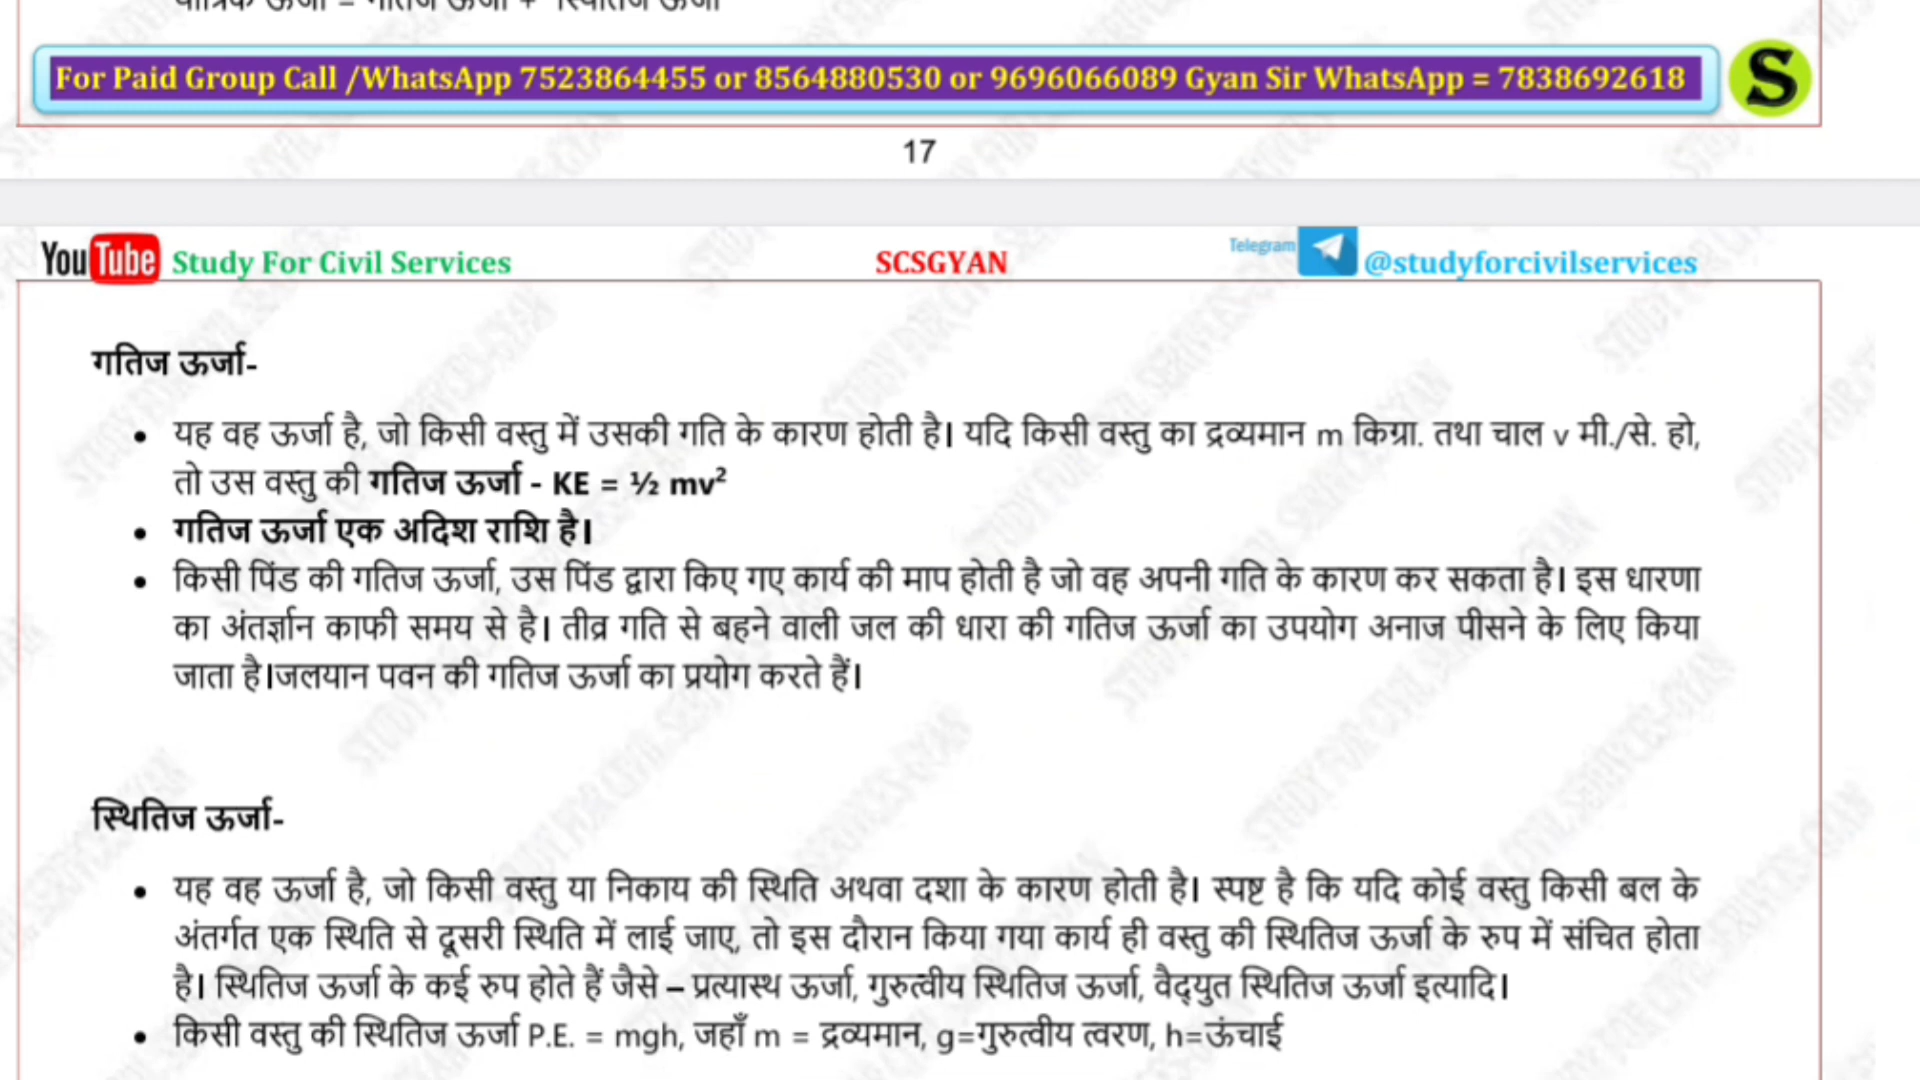 यांत्रिक ऊर्जा = गतिज ऊर्जा + स्थितिज ऊर्जा
For Paid Group Call /WhatsApp 7523864455 or 8564880530 or 9696066089 Gyan Sir WhatsApp = 7838692618
S
17
YouTube Study For Civil Services SCSGYAN Telegram @studyforcivilservices
गतिज ऊर्जा-
• यह वह ऊर्जा है, जो किसी वस्तु में उसकी गति के कारण होती है। यदि किसी वस्तु का द्रव्यमान m किग्रा. तथा चाल v मी./से. हो,
तो उस वस्तु की गतिज ऊर्जा - KE = ½ mv²
• गतिज ऊर्जा एक अदिश राशि है।
• किसी पिंड की गतिज ऊर्जा, उस पिंड द्वारा किए गए कार्य की माप होती है जो वह अपनी गति के कारण कर सकता है। इस धारणा
का अंतर्ज्ञान काफी समय से है। तीव्र गति से बहने वाली जल की धारा की गतिज ऊर्जा का उपयोग अनाज पीसने के लिए किया
जाता है।जलयान पवन की गतिज ऊर्जा का प्रयोग करते हैं।
स्थितिज ऊर्जा-
• यह वह ऊर्जा है, जो किसी वस्तु या निकाय की स्थिति अथवा दशा के कारण होती है। स्पष्ट है कि यदि कोई वस्तु किसी बल के
अंतर्गत एक स्थिति से दूसरी स्थिति में लाई जाए, तो इस दौरान किया गया कार्य ही वस्तु की स्थितिज ऊर्जा के रुप में संचित होता
है। स्थितिज ऊर्जा के कई रुप होते हैं जैसे – प्रत्यास्थ ऊर्जा, गुरुत्वीय स्थितिज ऊर्जा, वैद्युत स्थितिज ऊर्जा इत्यादि।
• किसी वस्तु की स्थितिज ऊर्जा P.E. = mgh, जहाँ m = द्रव्यमान, g=गुरुत्वीय त्वरण, h=ऊंचाई